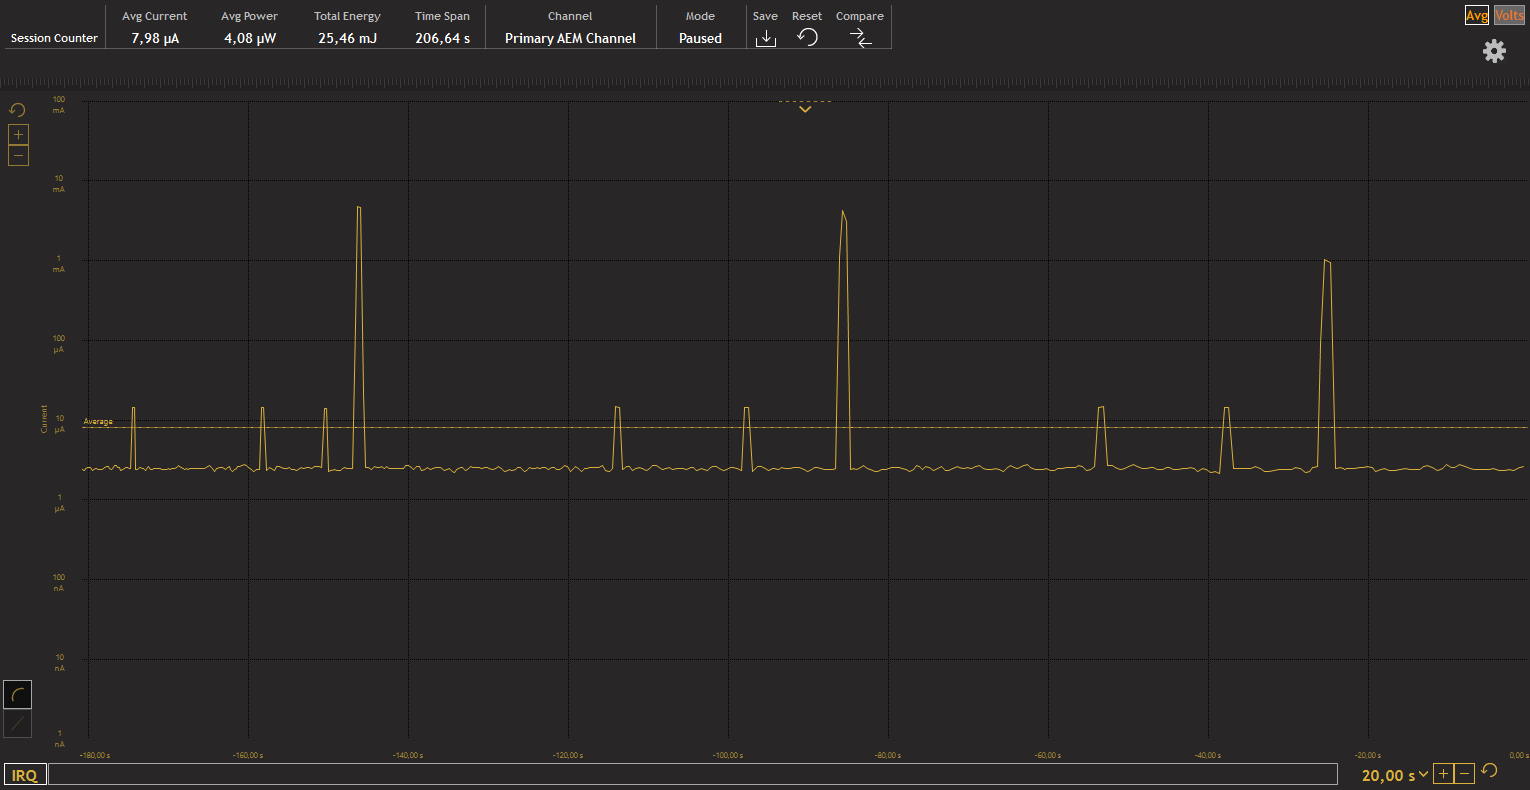 Avg Current Avg Power Total Energy Time Span Channel Mode Save Reset Compare Avg Volts
Session Counter 7,98 µA 4,08 µW 25,46 mJ 206,64 s Primary AEM Channel Paused
100
mA
10
mA
1
mA
100
µA
10
µA
Average
Current
1
µA
100
nA
10
nA
1
nA
-180,00 s -160,00 s -140,00 s -120,00 s -100,00 s -80,00 s -60,00 s -40,00 s -20,00 s 0,00 s
IRQ 20,00 s